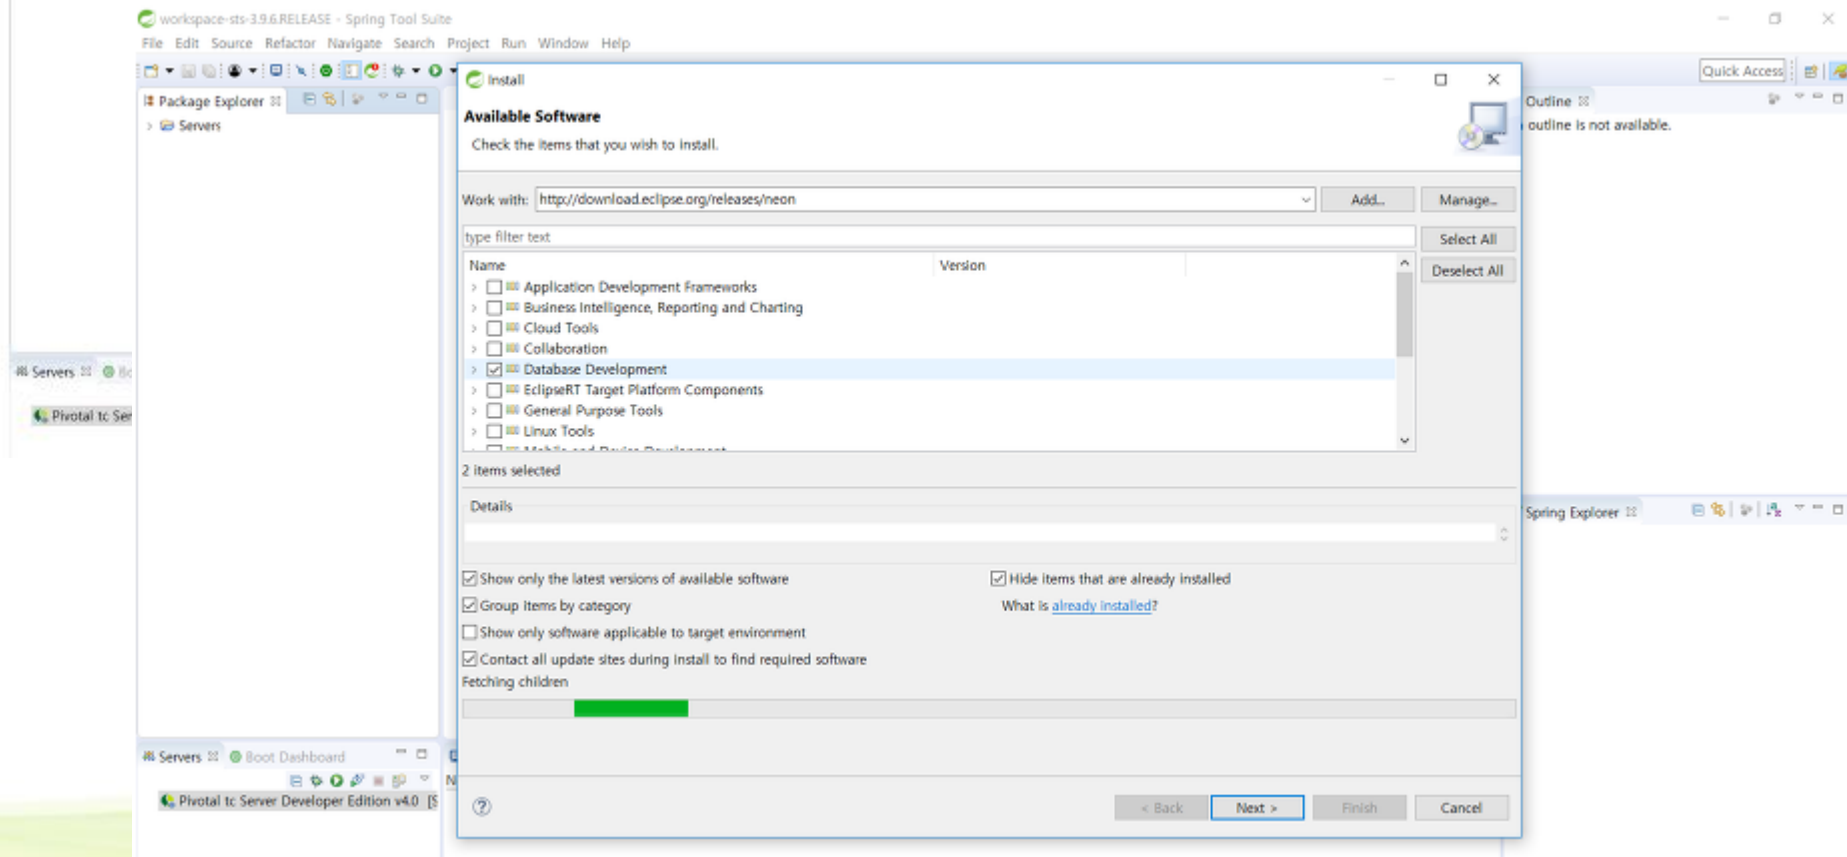 workspace-sts-3.9.6.RELEASE - Spring Tool Suite
File Edit Source Refactor Navigate Search Project Run Window Help
Quick Access
Package Explorer
Servers
Install
Available Software
Check the items that you wish to install.
Work with: http://download.eclipse.org/releases/neon
Add...
Manage...
type filter text
Select All
Deselect All
Name Version
Application Development Frameworks
Business Intelligence, Reporting and Charting
Cloud Tools
Collaboration
Database Development
EclipseRT Target Platform Components
General Purpose Tools
Linux Tools
2 items selected
Details
Show only the latest versions of available software
Hide items that are already installed
Group items by category
What is already installed?
Show only software applicable to target environment
Contact all update sites during install to find required software
Fetching children
< Back
Next >
Finish
Cancel
Outline
outline is not available.
Spring Explorer
Servers
Pivotal tc Ser
Servers Boot Dashboard
Pivotal tc Server Developer Edition v4.0 [S